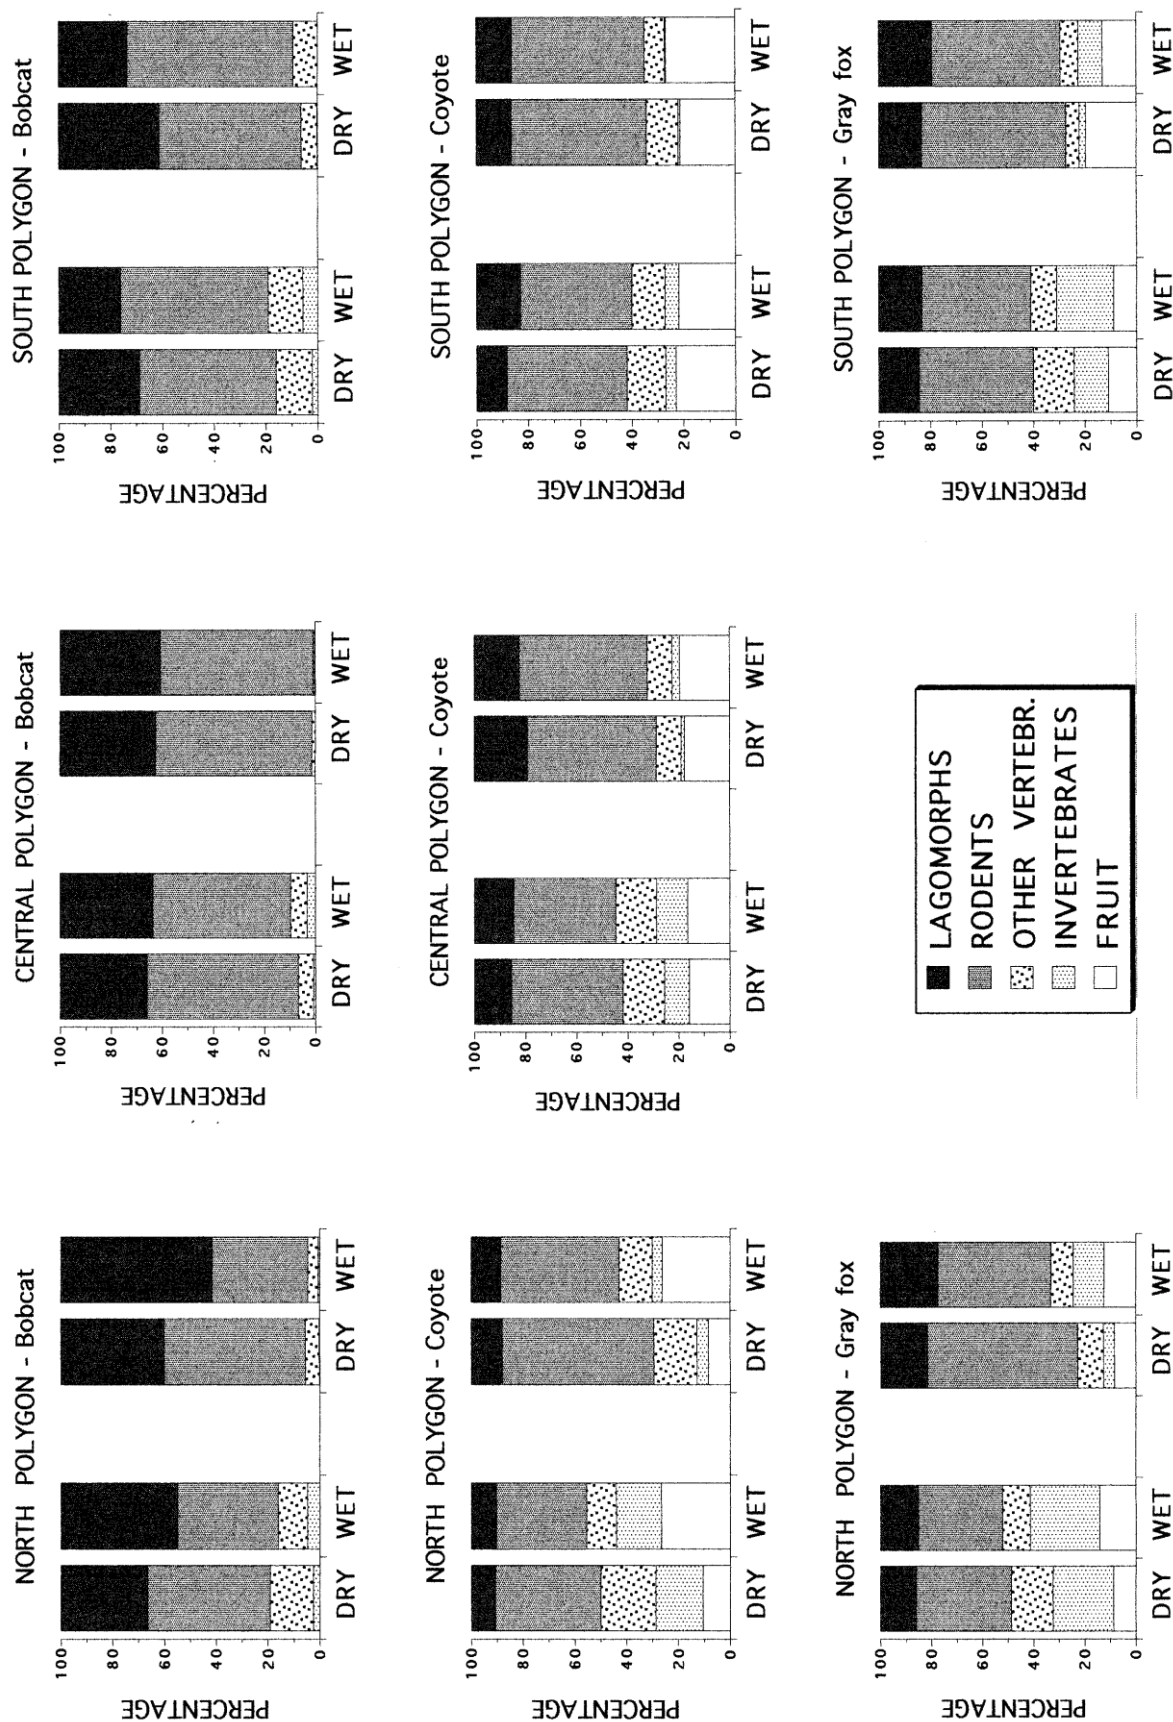 NORTH POLYGON - Bobcat
PERCENTAGE
100
80
60
40
20
0
DRY WET DRY WET
CENTRAL POLYGON - Bobcat
PERCENTAGE
100
80
60
40
20
0
DRY WET DRY WET
SOUTH POLYGON - Bobcat
PERCENTAGE
100
80
60
40
20
0
DRY WET DRY WET
NORTH POLYGON - Coyote
PERCENTAGE
100
80
60
40
20
0
DRY WET DRY WET
CENTRAL POLYGON - Coyote
PERCENTAGE
100
80
60
40
20
0
DRY WET DRY WET
SOUTH POLYGON - Coyote
PERCENTAGE
100
80
60
40
20
0
DRY WET DRY WET
NORTH POLYGON - Gray fox
PERCENTAGE
100
80
60
40
20
0
DRY WET DRY WET
LAGOMORPHS
RODENTS
OTHER VERTEBR.
INVERTEBRATES
FRUIT
SOUTH POLYGON - Gray fox
PERCENTAGE
100
80
60
40
20
0
DRY WET DRY WET